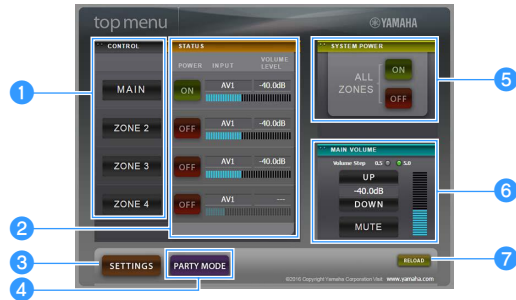 top menu
YAMAHA
CONTROL
STATUS
SYSTEM POWER
POWER INPUT VOLUME LEVEL
MAIN
ON AV1 -40.0dB
ZONE 2
OFF AV1 -40.0dB
ZONE 3
OFF AV1 -40.0dB
ZONE 4
OFF AV1 ---
ALL ZONES
ON
OFF
MAIN VOLUME
Volume Step 0.5 5.0
UP
-40.0dB
DOWN
MUTE
SETTINGS
PARTY MODE
RELOAD
©2016 Copyright Yamaha Corporation Visit www.yamaha.com
1
2
3
4
5
6
7